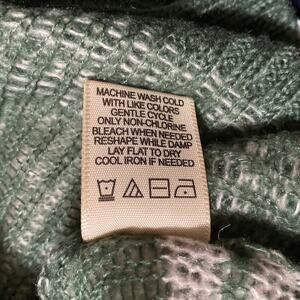 MACHINE WASH COLD
WITH LIKE COLORS
GENTLE CYCLE
ONLY NON-CHLORINE
BLEACH WHEN NEEDED
RESHAPE WHILE DAMP
LAY FLAT TO DRY
COOL IRON IF NEEDED